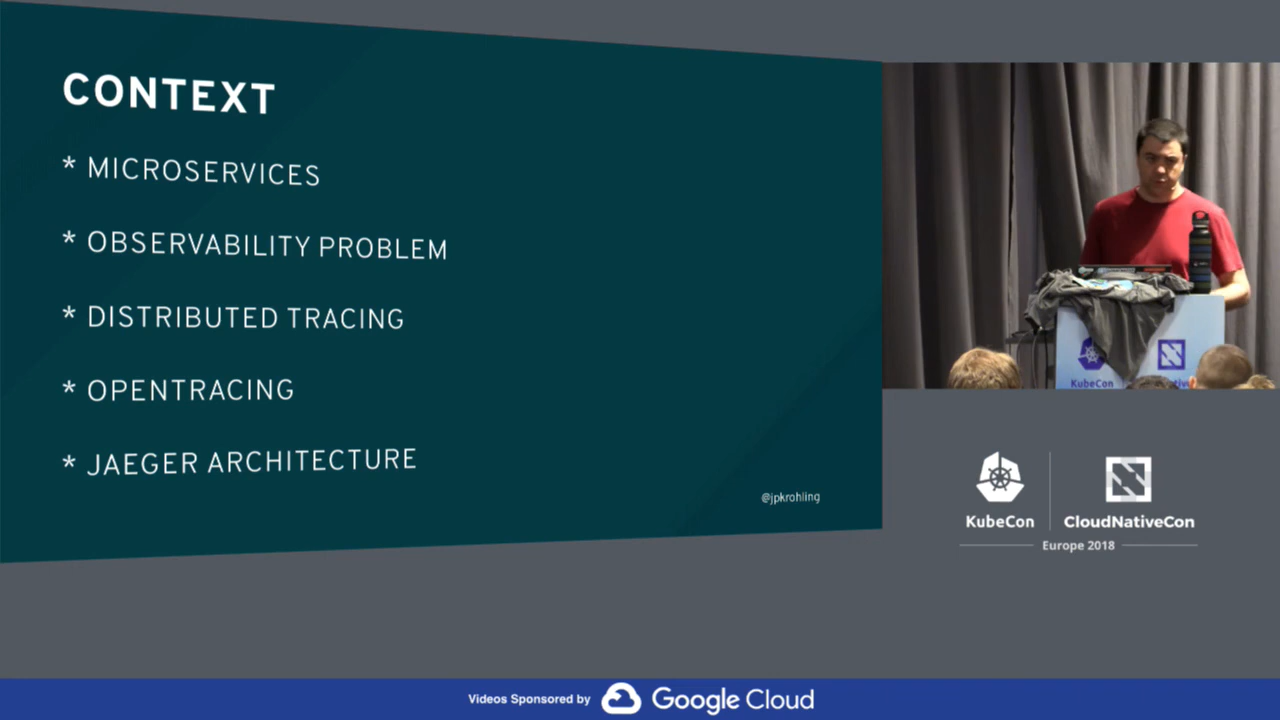 CONTEXT
* MICROSERVICES
* OBSERVABILITY PROBLEM
* DISTRIBUTED TRACING
* OPENTRACING
* JAEGER ARCHITECTURE
@jpkrohling
KubeCon
KubeCon
CloudNativeCon
Europe 2018
Videos Sponsored by Google Cloud